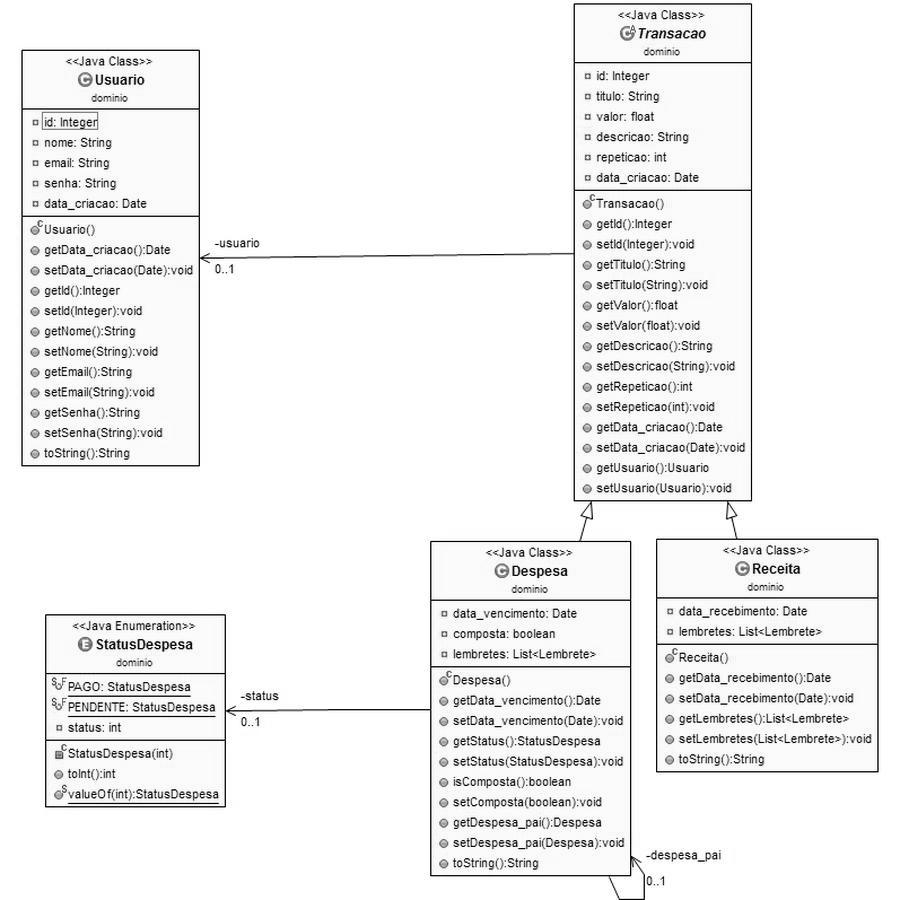 <<Java Class>>
Usuario
dominio
id: Integer
nome: String
email: String
senha: String
data_criacao: Date
Usuario()
getData_criacao():Date
setData_criacao(Date):void
getId():Integer
setId(Integer):void
getNome():String
setNome(String):void
getEmail():String
setEmail(String):void
getSenha():String
setSenha(String):void
toString():String
-usuario
0..1
<<Java Class>>
Transacao
dominio
id: Integer
titulo: String
valor: float
descricao: String
repeticao: int
data_criacao: Date
Transacao()
getId():Integer
setId(Integer):void
getTitulo():String
setTitulo(String):void
getValor():float
setValor(float):void
getDescricao():String
setDescricao(String):void
getRepeticao():int
setRepeticao(int):void
getData_criacao():Date
setData_criacao(Date):void
getUsuario():Usuario
setUsuario(Usuario):void
<<Java Enumeration>>
StatusDespesa
dominio
PAGO: StatusDespesa
PENDENTE: StatusDespesa
status: int
StatusDespesa(int)
toInt():int
valueOf(int):StatusDespesa
-status
0..1
<<Java Class>>
Despesa
dominio
data_vencimento: Date
composta: boolean
lembretes: List<Lembrete>
Despesa()
getData_vencimento():Date
setData_vencimento(Date):void
getStatus():StatusDespesa
setStatus(StatusDespesa):void
isComposta():boolean
setComposta(boolean):void
getDespesa_pai():Despesa
setDespesa_pai(Despesa):void
toString():String
-despesa_pai
0..1
<<Java Class>>
Receita
dominio
data_recebimento: Date
lembretes: List<Lembrete>
Receita()
getData_recebimento():Date
setData_recebimento(Date):void
getLembretes():List<Lembrete>
setLembretes(List<Lembrete>):void
toString():String